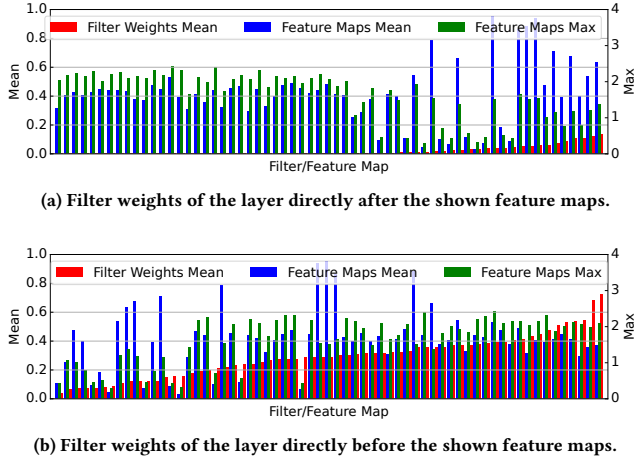 1.0
0.8
0.6
0.4
0.2
0.0
Mean
Filter Weights Mean Feature Maps Mean Feature Maps Max
4
3
2
1
0
Max
Filter/Feature Map
(a) Filter weights of the layer directly after the shown feature maps.
1.0
0.8
0.6
0.4
0.2
0.0
Mean
Filter Weights Mean Feature Maps Mean Feature Maps Max
4
3
2
1
0
Max
Filter/Feature Map
(b) Filter weights of the layer directly before the shown feature maps.